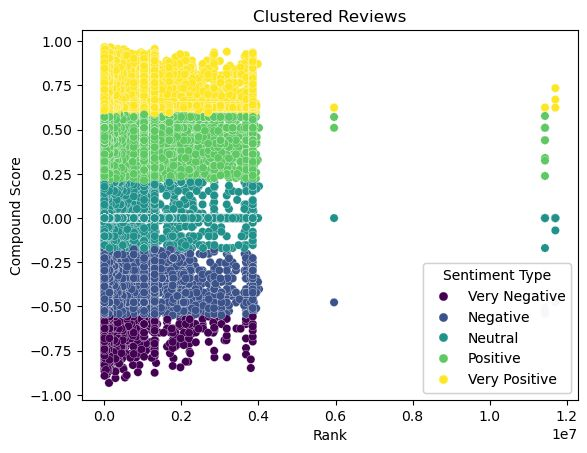 Clustered Reviews
1.00
0.75
0.50
0.25
0.00
−0.25
−0.50
−0.75
−1.00
Compound Score
Sentiment Type
Very Negative
Negative
Neutral
Positive
Very Positive
0.0 0.2 0.4 0.6 0.8 1.0 1.2
1e7
Rank